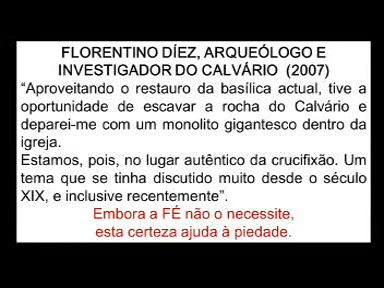 FLORENTINO DÍEZ, ARQUEÓLOGO E
INVESTIGADOR DO CALVÁRIO (2007)
“Aproveitando o restauro da basílica actual, tive a
oportunidade de escavar a rocha do Calvário e
deparei-me com um monolito gigantesco dentro da
igreja.
Estamos, pois, no lugar autêntico da crucifixão. Um
tema que se tinha discutido muito desde o século
XIX, e inclusive recentemente”.
Embora a FÉ não o necessite,
esta certeza ajuda à piedade.